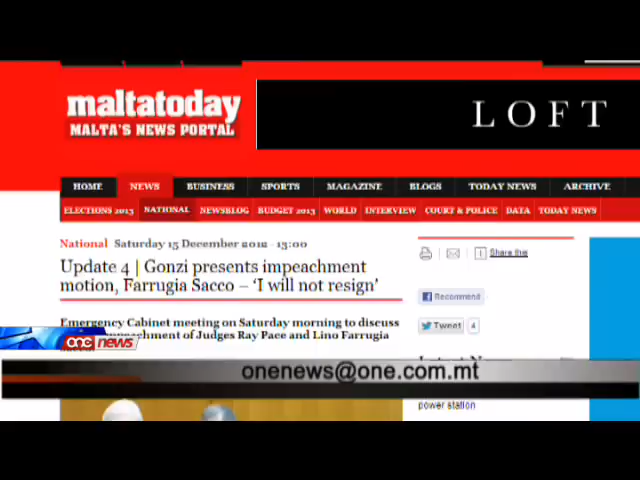 maltatoday
MALTA'S NEWS PORTAL
LOFT
HOME NEWS BUSINESS SPORTS MAGAZINE BLOGS TODAY NEWS ARCHIVE
ELECTIONS 2013 NATIONAL NEWSBLOG BUDGET 2013 WORLD INTERVIEW COURT & POLICE DATA TODAY NEWS
National Saturday 15 December 2012 - 13:00
Update 4 | Gonzi presents impeachment
motion, Farrugia Sacco – 'I will not resign'
Emergency Cabinet meeting on Saturday morning to discuss
impeachment of Judges Ray Pace and Lino Farrugia
Share this
Recommend
Tweet 4
one news
onenews@one.com.mt
power station